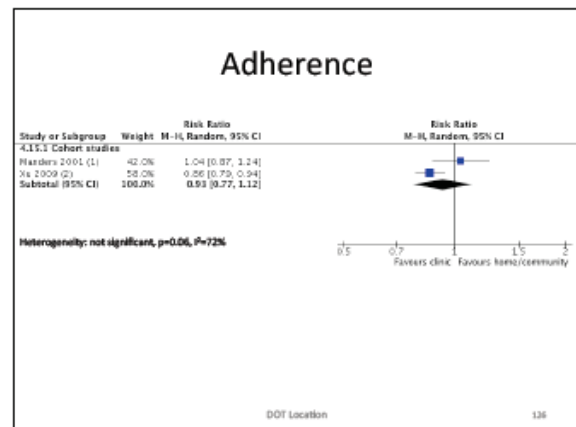 Adherence
Risk Ratio Risk Ratio
Study or Subgroup Weight M-H, Random, 95% CI M-H, Random, 95% CI
4.15.1 Cohort studies
Manders 2001 (1) 42.0% 1.04 [0.87, 1.24]
Xu 2009 (2) 58.0% 0.86 [0.79, 0.94]
Subtotal (95% CI) 100.0% 0.93 [0.77, 1.12]
Heterogeneity: not significant, p=0.06, I²=72%
0.5 0.7 1 1.5 2
Favours clinic Favours home/community
DOT Location 126